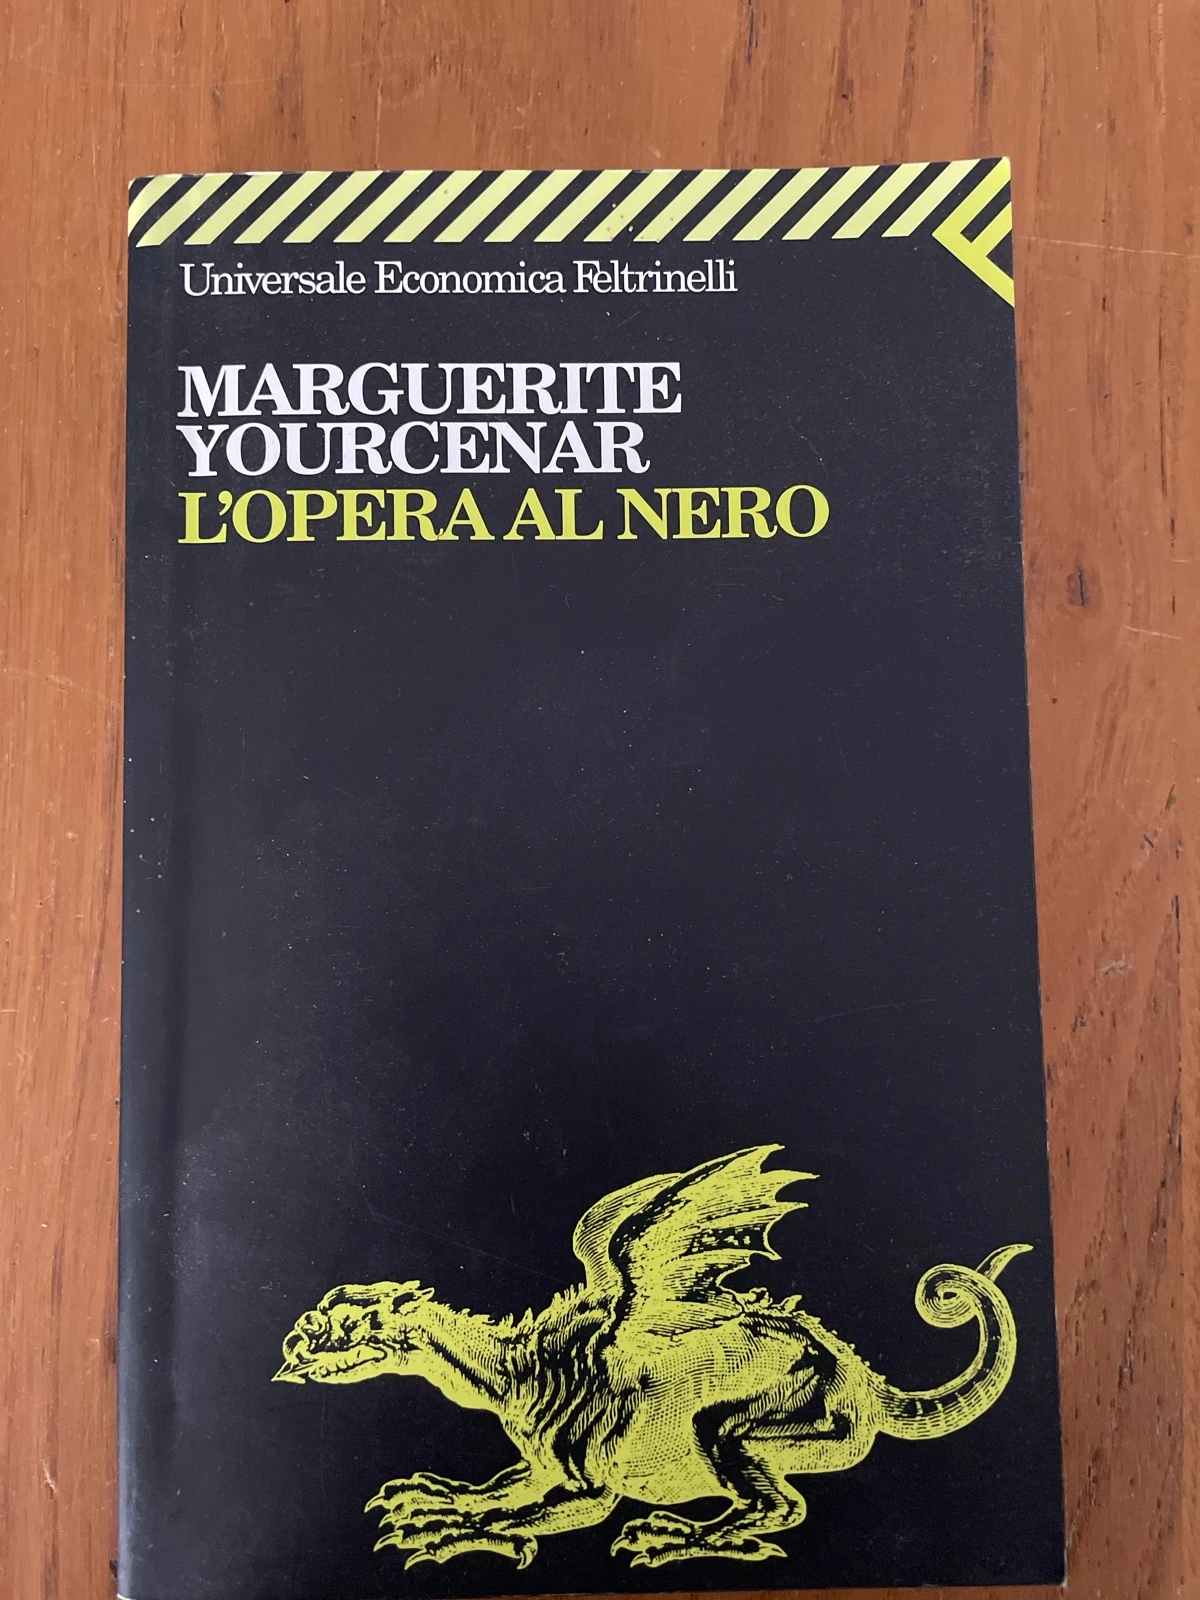 Universale Economica Feltrinelli
MARGUERITE
YOURCENAR
L'OPERA AL NERO